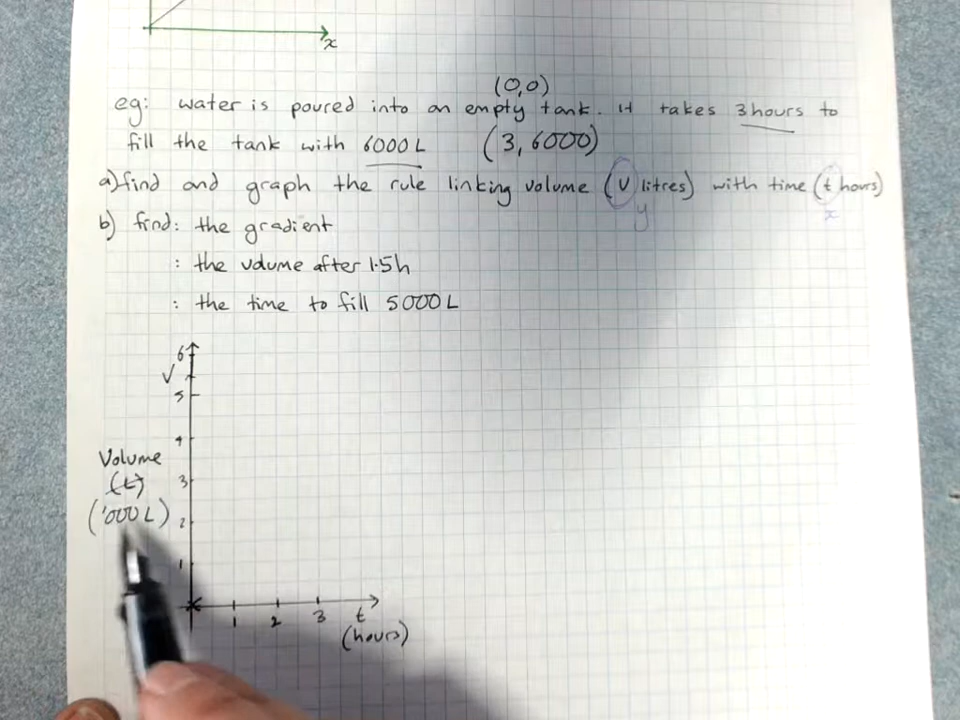 x
(0,0)
eg: water is poured into an empty tank. It takes 3 hours to
fill the tank with 6000 L (3, 6000)
a) find and graph the rule linking volume (V litres) with time (t hours)
y x
b) find: the gradient
: the volume after 1.5h
: the time to fill 5000 L
6
V
5
4
Volume
(L)
3
('000 L)
2
1
1 2 3 t
(hours)